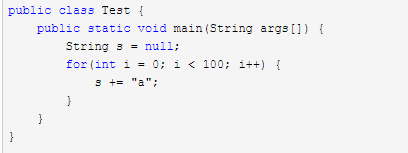 public class Test {
    public static void main(String args[]) {
        String s = null;
        for(int i = 0; i < 100; i++) {
            s += "a";
        }
    }
}